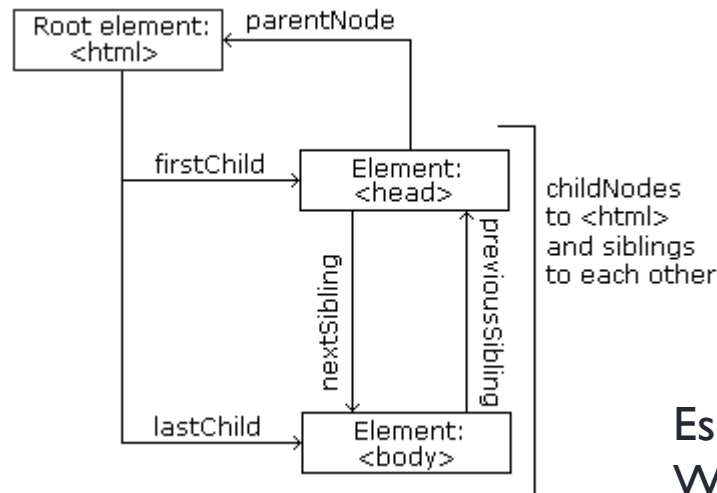 Root element:
<html>
parentNode
firstChild
Element:
<head>
childNodes
to <html>
and siblings
to each other
nextSibling
previousSibling
lastChild
Element:
<body>
Es